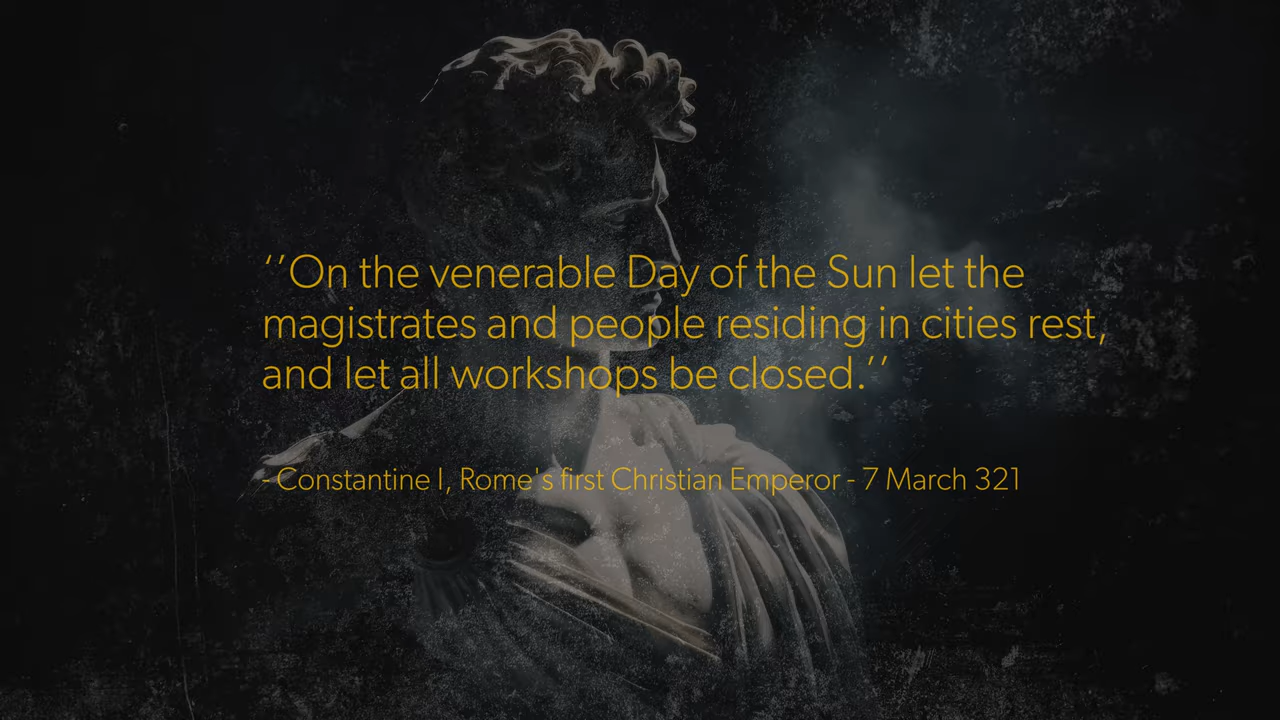 ‘’On the venerable Day of the Sun let the
magistrates and people residing in cities rest,
and let all workshops be closed.’’
- Constantine I, Rome's first Christian Emperor - 7 March 321